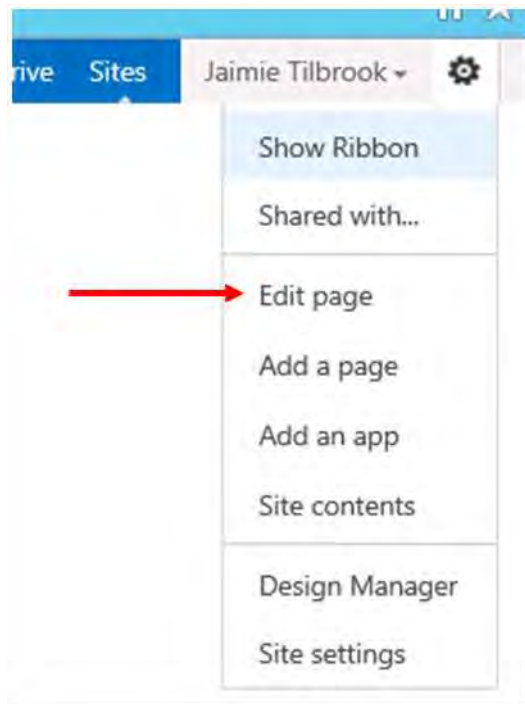 rive Sites Jaimie Tilbrook
Show Ribbon
Shared with...
Edit page
Add a page
Add an app
Site contents
Design Manager
Site settings